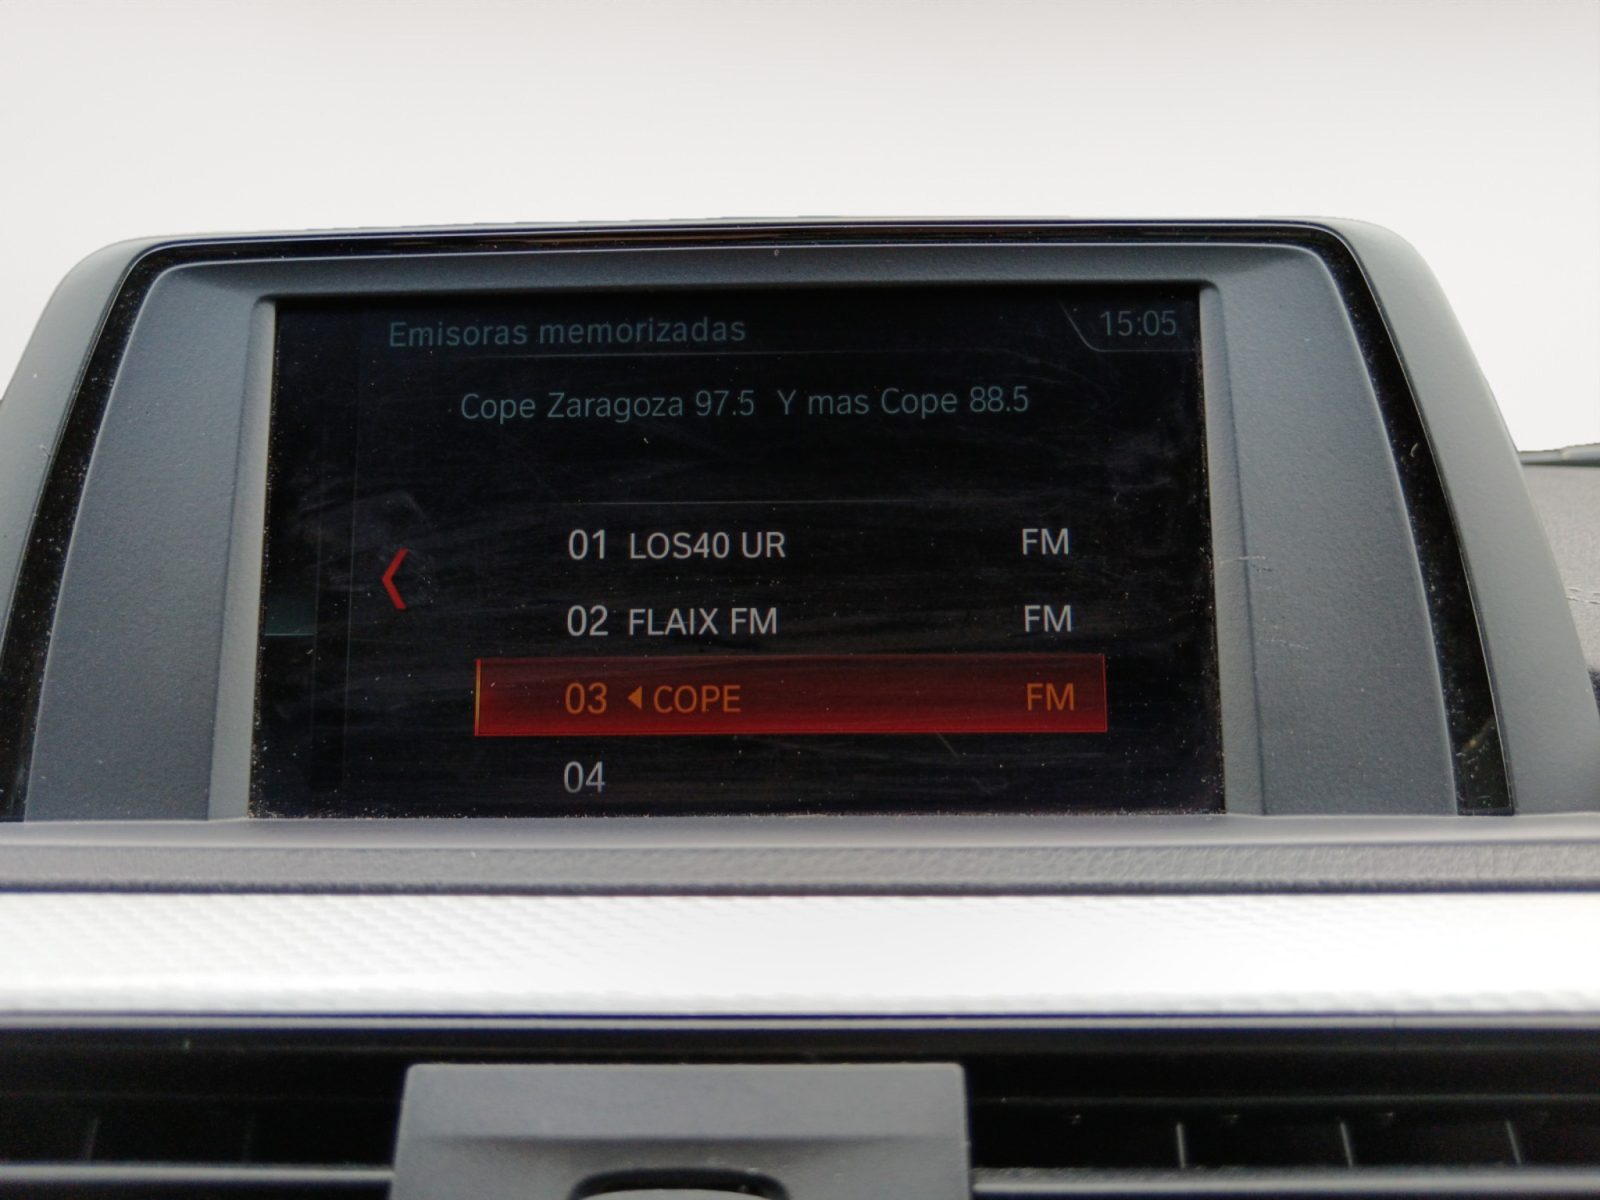 Emisoras memorizadas 15:05
Cope Zaragoza 97.5 Y mas Cope 88.5
01 LOS40 UR FM
02 FLAIX FM FM
03 COPE FM
04